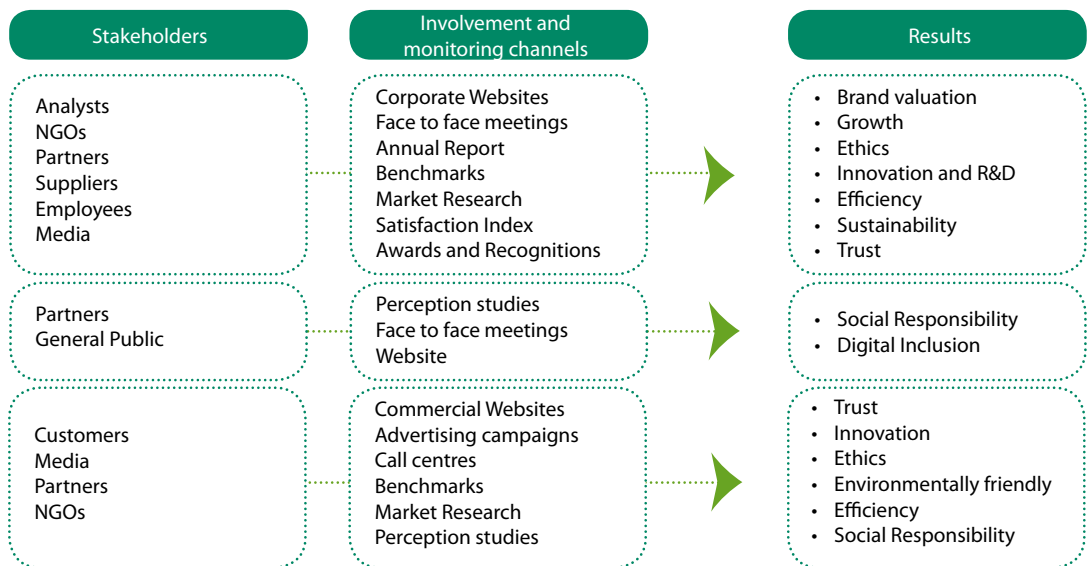 Stakeholders
Involvement and
monitoring channels
Results
Analysts
NGOs
Partners
Suppliers
Employees
Media
Corporate Websites
Face to face meetings
Annual Report
Benchmarks
Market Research
Satisfaction Index
Awards and Recognitions
• Brand valuation
• Growth
• Ethics
• Innovation and R&D
• Efficiency
• Sustainability
• Trust
Partners
General Public
Perception studies
Face to face meetings
Website
• Social Responsibility
• Digital Inclusion
Customers
Media
Partners
NGOs
Commercial Websites
Advertising campaigns
Call centres
Benchmarks
Market Research
Perception studies
• Trust
• Innovation
• Ethics
• Environmentally friendly
• Efficiency
• Social Responsibility